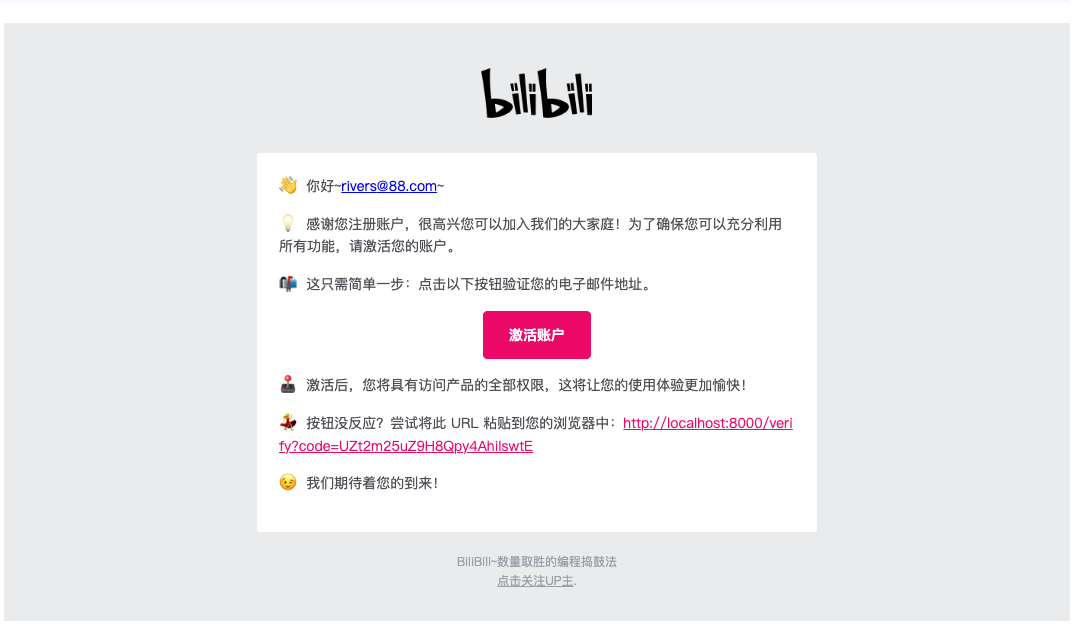 bilibili
👋 你好~rivers@88.com~
💡 感谢您注册账户，很高兴您可以加入我们的大家庭！为了确保您可以充分利用
所有功能，请激活您的账户。
📬 这只需简单一步：点击以下按钮验证您的电子邮件地址。
激活账户
🕹️ 激活后，您将具有访问产品的全部权限，这将让您的使用体验更加愉快！
💃 按钮没反应？尝试将此 URL 粘贴到您的浏览器中：http://localhost:8000/veri
fy?code=UZt2m25uZ9H8Qpy4AhilswtE
😉 我们期待着您的到来！
BiliBili~数量取胜的编程捣鼓法
点击关注UP主.